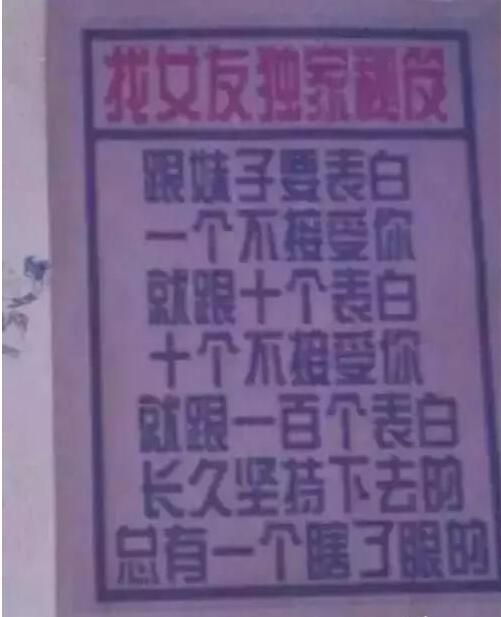 找女友独家秘笈
跟妹子要表白
一个不接受你
就跟十个表白
十个不接受你
就跟一百个表白
长久坚持下去的
总有一个瞎了眼的